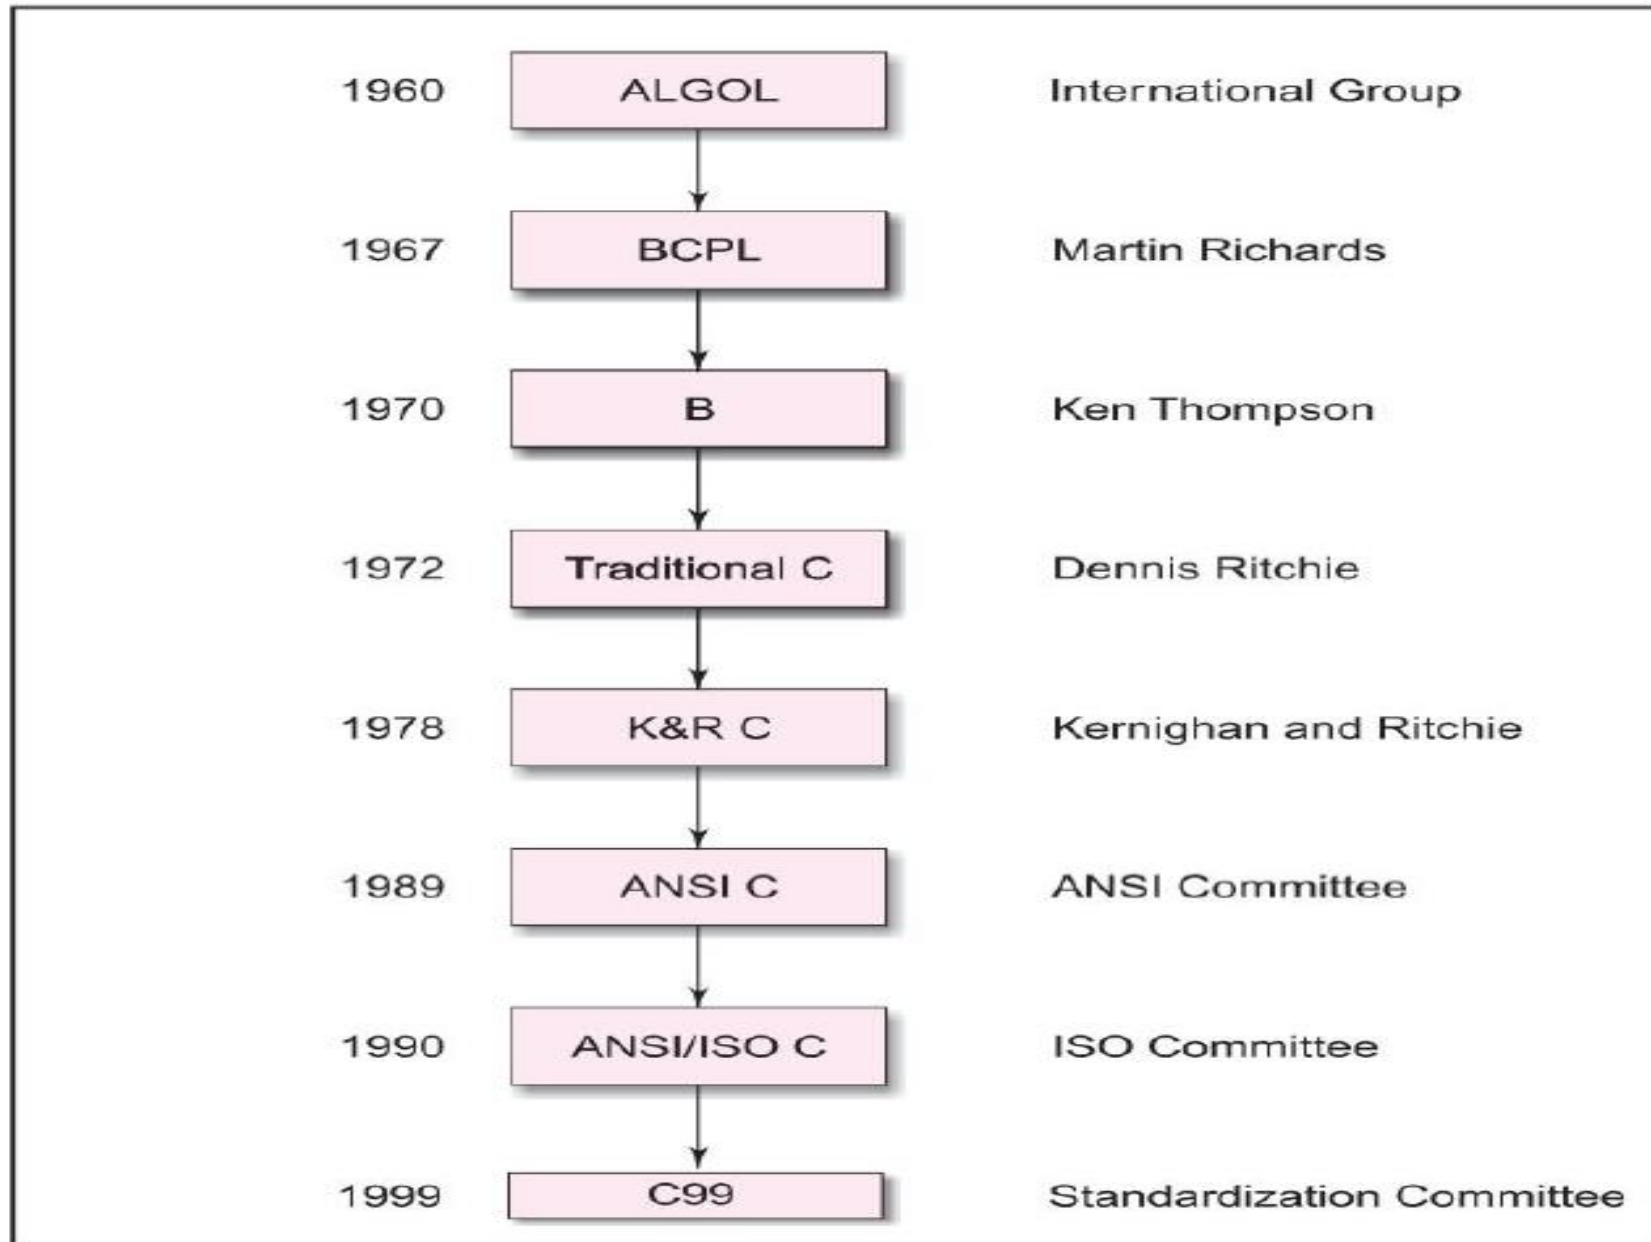 1960 ALGOL International Group
1967 BCPL Martin Richards
1970 B Ken Thompson
1972 Traditional C Dennis Ritchie
1978 K&R C Kernighan and Ritchie
1989 ANSI C ANSI Committee
1990 ANSI/ISO C ISO Committee
1999 C99 Standardization Committee